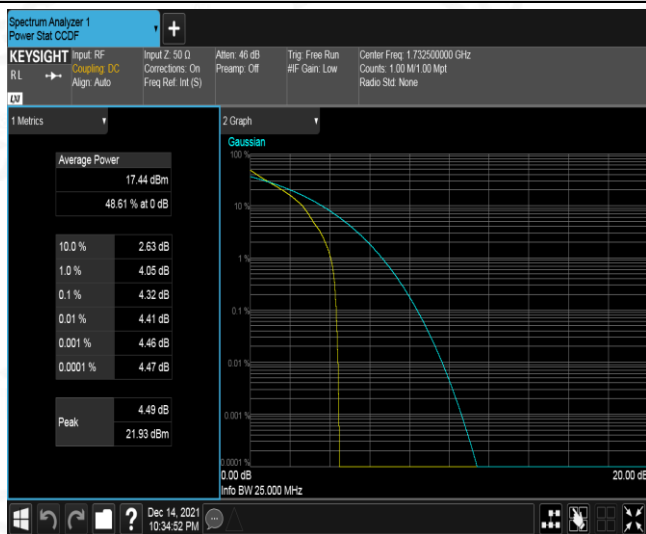 Spectrum Analyzer 1
Power Stat CCDF
+
KEYSIGHT
RL
LXI
Input: RF
Coupling: DC
Align: Auto
Input Z: 50 Ω
Corrections: On
Freq Ref: Int (S)
Atten: 46 dB
Preamp: Off
Trig: Free Run
#IF Gain: Low
Center Freq: 1.732500000 GHz
Counts: 1.00 M/1.00 Mpt
Radio Std: None
1 Metrics
Average Power
17.44 dBm
48.61 % at 0 dB
10.0 % 2.63 dB
1.0 % 4.05 dB
0.1 % 4.32 dB
0.01 % 4.41 dB
0.001 % 4.46 dB
0.0001 % 4.47 dB
Peak 4.49 dB
21.93 dBm
2 Graph
Gaussian
100 %
10 %
1 %
0.1 %
0.01 %
0.001 %
0.0001 %
0.00 dB 20.00 dB
Info BW 25.000 MHz
?
Dec 14, 2021
10:34:52 PM